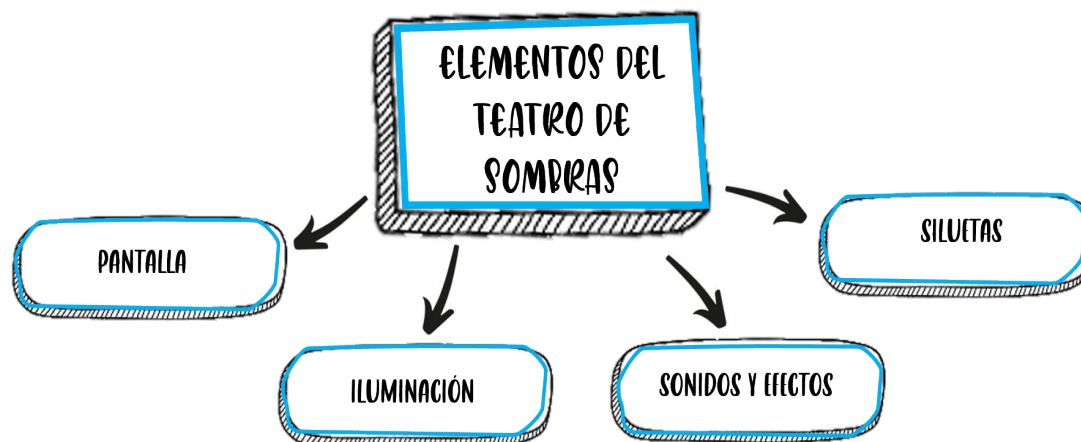 ELEMENTOS DEL
TEATRO DE
SOMBRAS
PANTALLA
SILUETAS
ILUMINACIÓN
SONIDOS Y EFECTOS